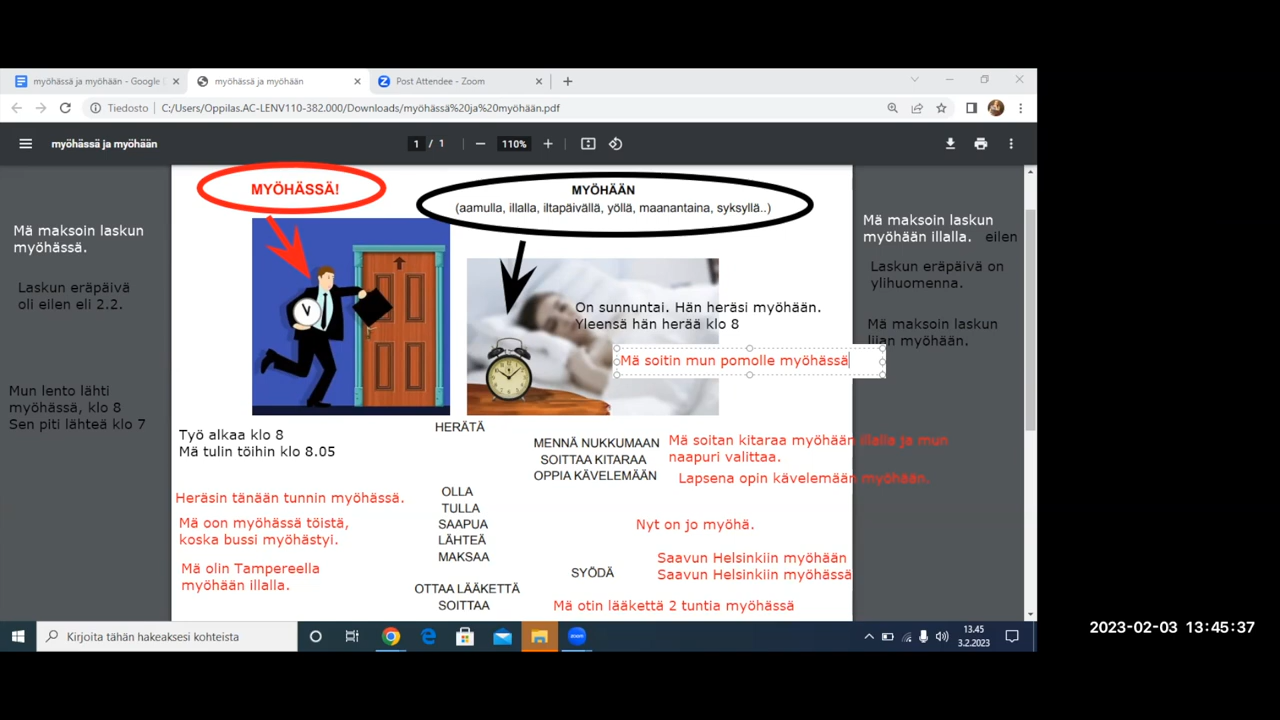 myöhässä ja myöhään - Google
myöhässä ja myöhään
Post Attendee - Zoom
Tiedosto
C:/Users/Oppilas.AC-LENV110-382.000/Downloads/myöhässä%20ja%20myöhään.pdf
myöhässä ja myöhään
1 / 1
110%
MYÖHÄSSÄ!
MYÖHÄÄN
(aamulla, illalla, iltapäivällä, yöllä, maanantaina, syksyllä..)
Mä maksoin laskun
myöhässä.
Laskun eräpäivä
oli eilen eli 2.2.
Mun lento lähti
myöhässä, klo 8
Sen piti lähteä klo 7
Mä maksoin laskun
myöhään illalla. eilen
Laskun eräpäivä on
ylihuomenna.
Mä maksoin laskun
liian myöhään.
On sunnuntai. Hän heräsi myöhään.
Yleensä hän herää klo 8
Mä soitin mun pomolle myöhässä
Työ alkaa klo 8
Mä tulin töihin klo 8.05
Heräsin tänään tunnin myöhässä.
Mä oon myöhässä töistä,
koska bussi myöhästyi.
Mä olin Tampereella
myöhään illalla.
HERÄTÄ
MENNÄ NUKKUMAAN
SOITTAA KITARAA
OPPIA KÄVELEMÄÄN
Mä soitan kitaraa myöhään illalla ja mun
naapuri valittaa.
Lapsena opin kävelemään myöhään.
OLLA
TULLA
SAAPUA
LÄHTEÄ
MAKSAA
Nyt on jo myöhä.
Saavun Helsinkiin myöhään
Saavun Helsinkiin myöhässä
SYÖDÄ
OTTAA LÄÄKETTÄ
SOITTAA
Mä otin lääkettä 2 tuntia myöhässä
Kirjoita tähän hakeaksesi kohteista
zoom
13.45
3.2.2023
2023-02-03 13:45:37